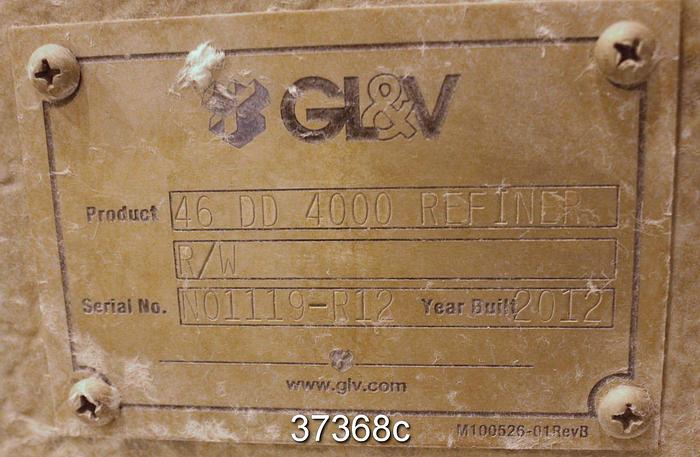 GL&V
Product 46 DD 4000 REFINER
R/W
Serial No. N01119-R12 Year Built 2012
www.glv.com
37368c
M100526-01RevB